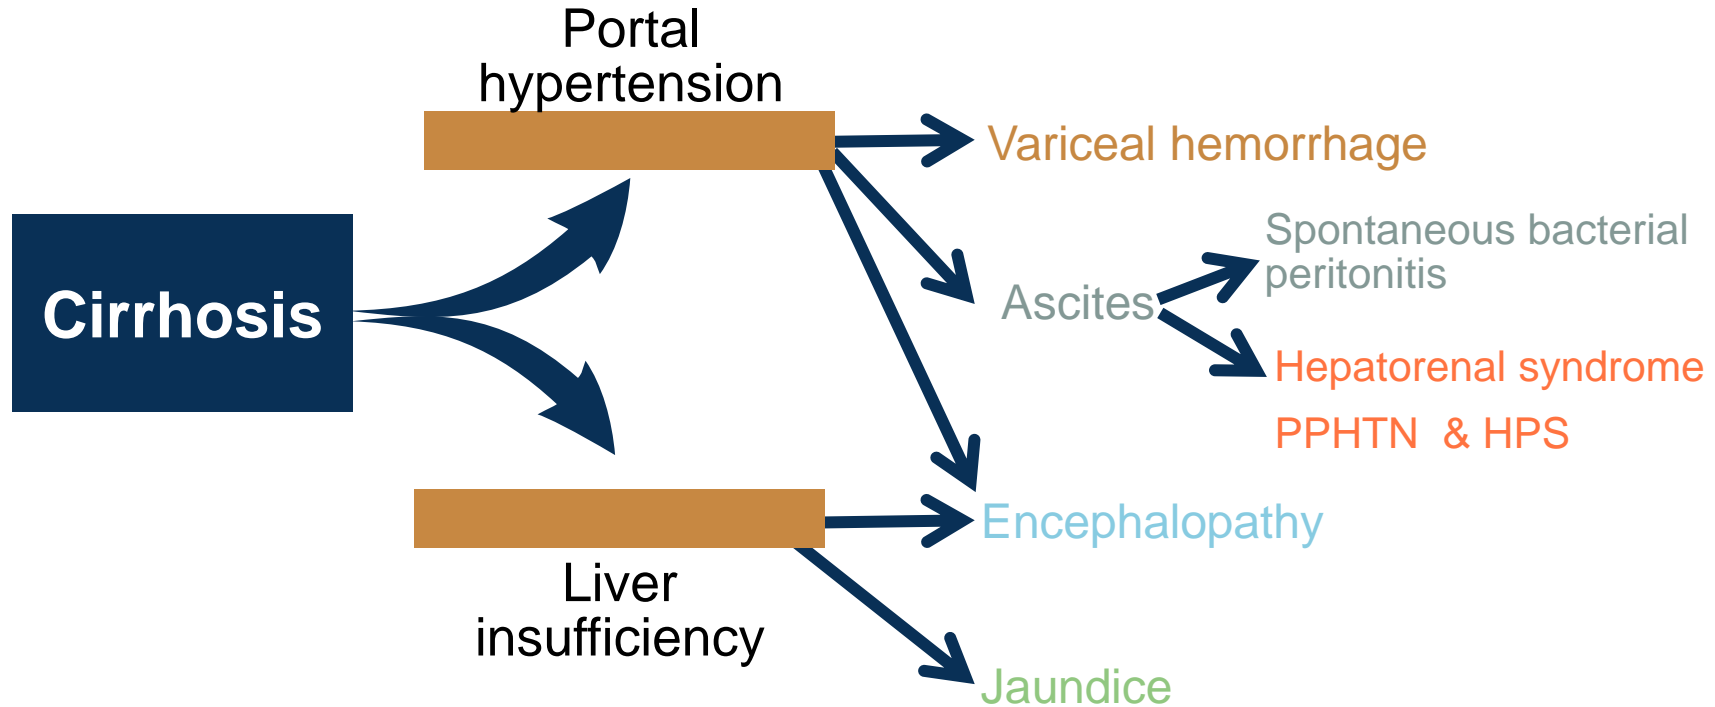 Portal
hypertension
Variceal hemorrhage
Spontaneous bacterial
peritonitis
Cirrhosis
Ascites
Hepatorenal syndrome
PPHTN & HPS
Encephalopathy
Liver
insufficiency
Jaundice